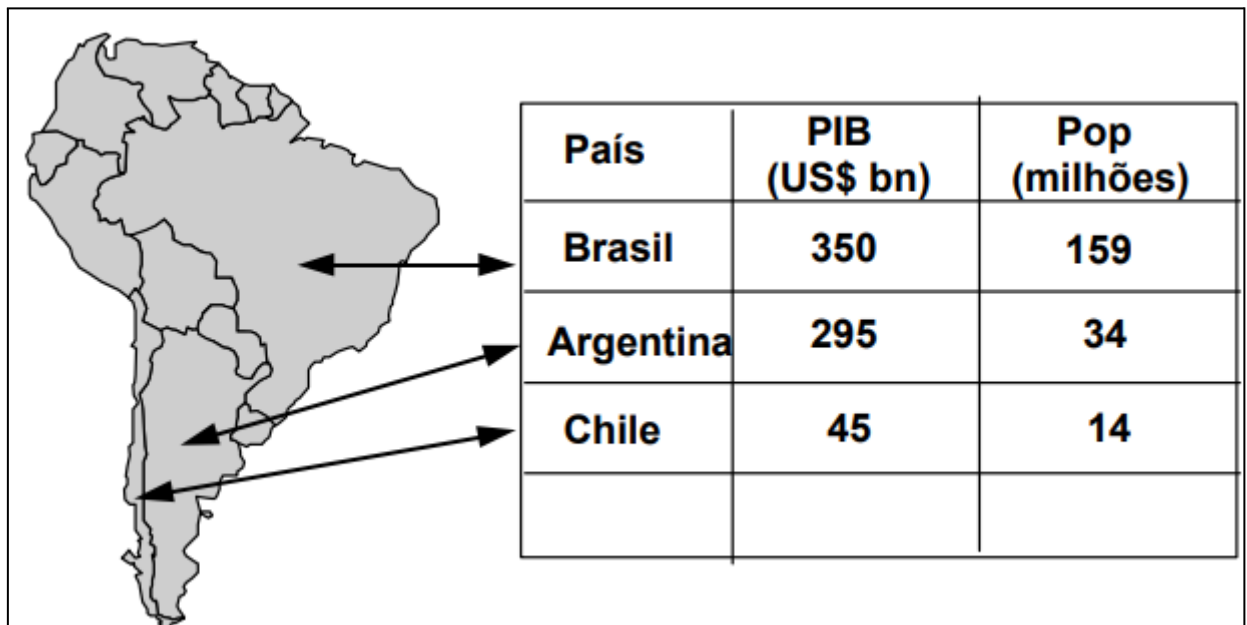 País PIB (US$ bn) Pop (milhões)
Brasil 350 159
Argentina 295 34
Chile 45 14